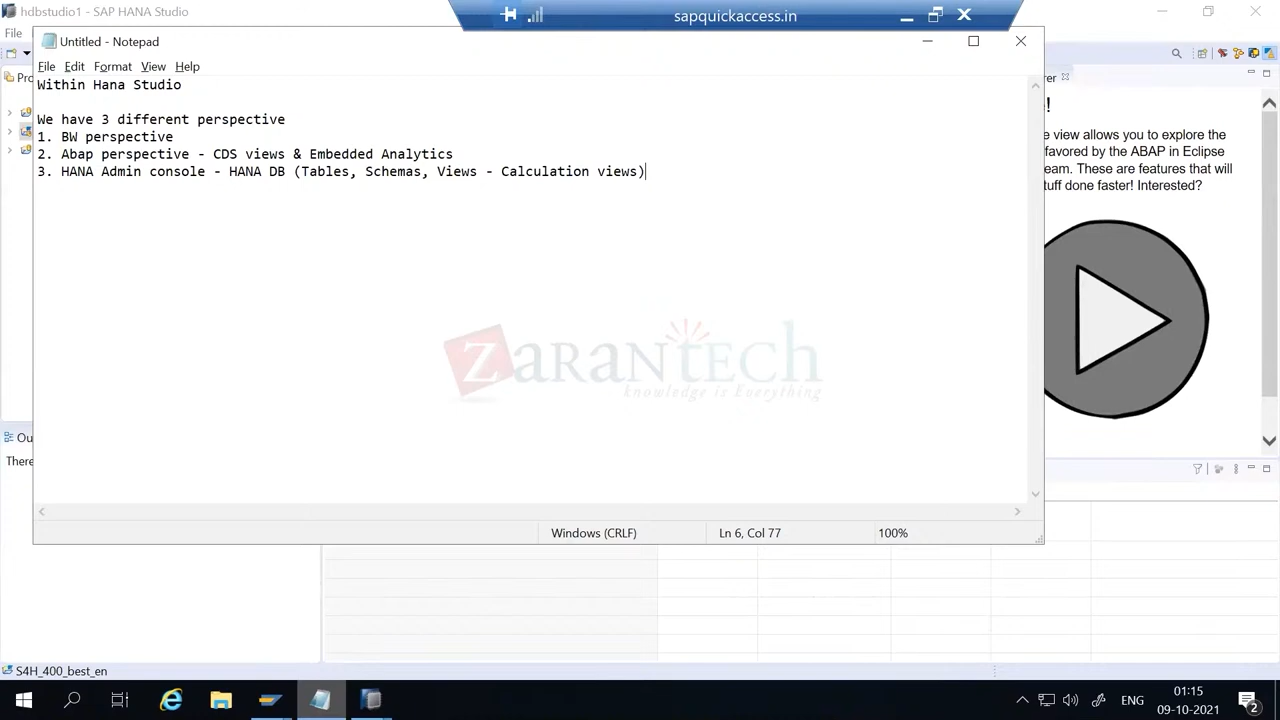 hdbstudio1 - SAP HANA Studio
sapquickaccess.in
File
Untitled - Notepad
File Edit Format View Help
Within Hana Studio
We have 3 different perspective
1. BW perspective
2. Abap perspective - CDS views & Embedded Analytics
3. HANA Admin console - HANA DB (Tables, Schemas, Views - Calculation views)
view allows you to explore the
favored by the ABAP in Eclipse
These are features that will
done faster! Interested?
ZARANTECH
knowledge is Everything
Windows (CRLF)
Ln 6, Col 77
100%
S4H_400_best_en
ENG
01:15
09-10-2021
2